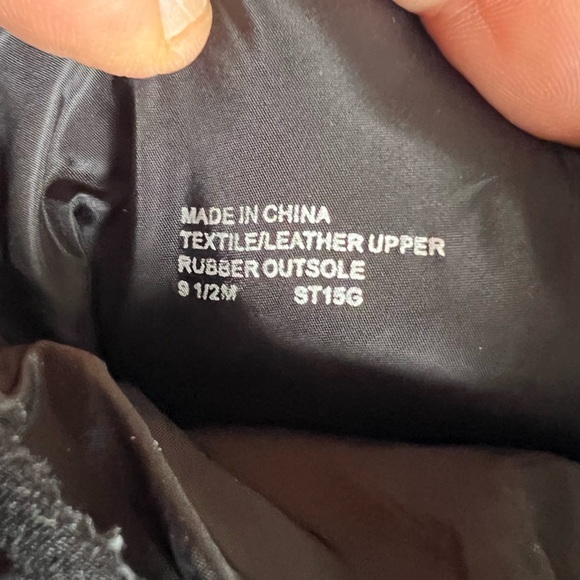 MADE IN CHINA
TEXTILE/LEATHER UPPER
RUBBER OUTSOLE
9 1/2M ST15G